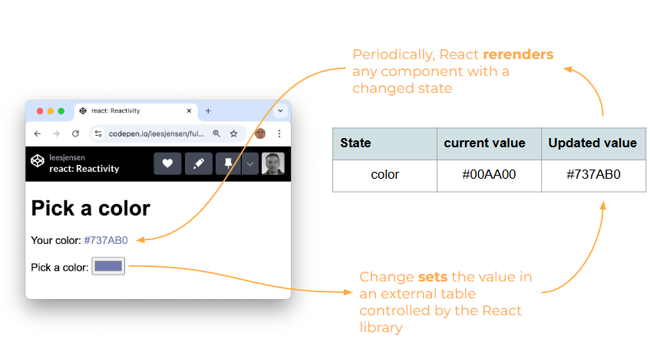 Periodically, React rerenders
any component with a
changed state
react: Reactivity
codepen.io/leesjensen/ful...
leesjensen
react: Reactivity
Pick a color
Your color: #737AB0
Pick a color:
State current value Updated value
color #00AA00 #737AB0
Change sets the value in
an external table
controlled by the React
library